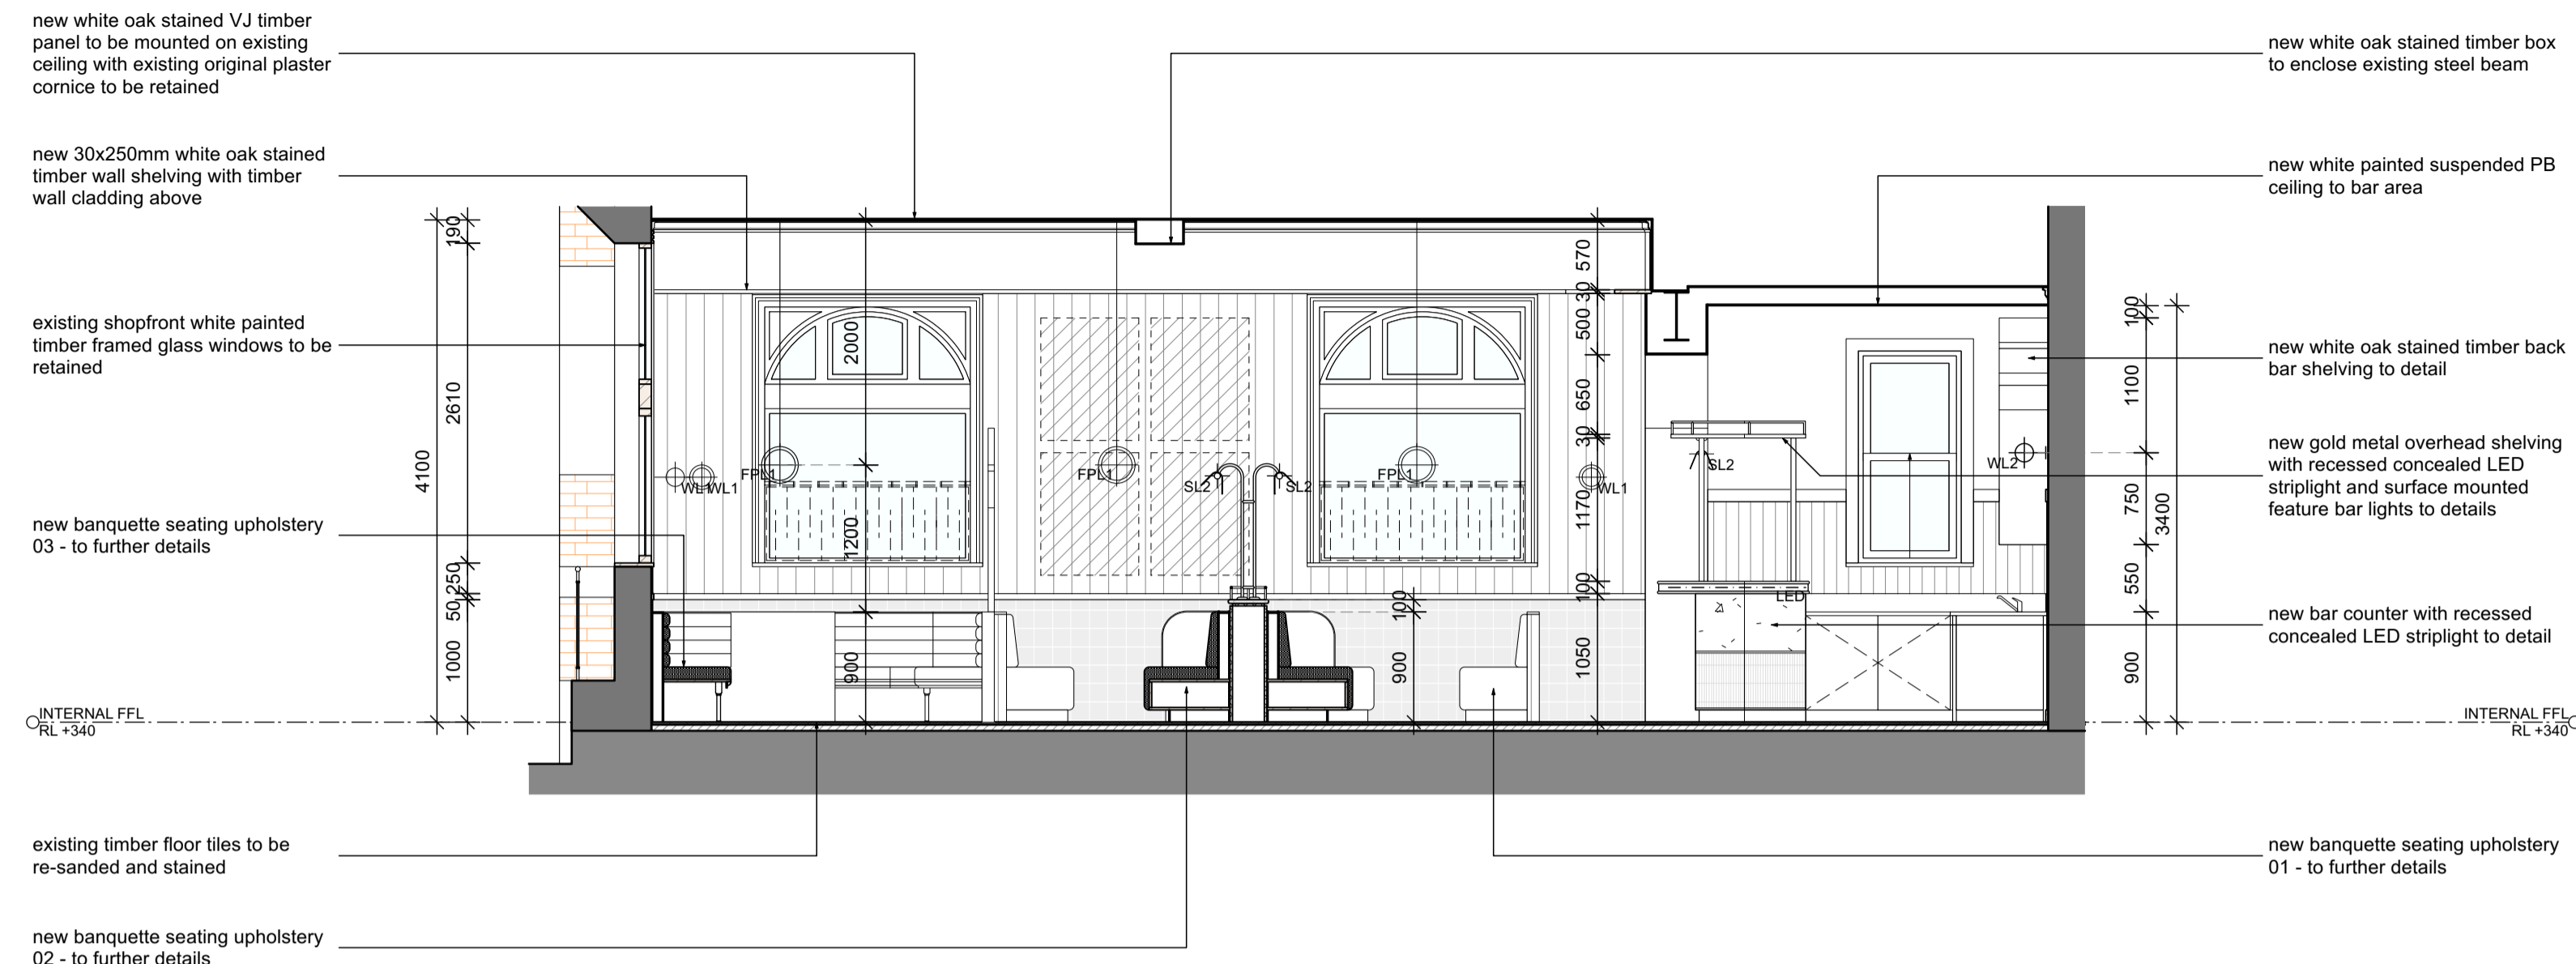 new white oak stained VJ timber
panel to be mounted on existing
ceiling with existing original plaster
cornice to be retained
new 30x250mm white oak stained
timber wall shelving with timber
wall cladding above
existing shopfront white painted
timber framed glass windows to be
retained
new banquette seating upholstery
03 - to further details
INTERNAL FFL
RL +340
existing timber floor tiles to be
re-sanded and stained
new banquette seating upholstery
02 - to further details
4100
190
2610
250
50
1000
2000
1200
900
WL1
WL1
FPL1
FPL1
SL2
SL2
FPL1
WL1
100
900
570
30
500
650
30
1170
100
1050
SL2
WL2
LED
100
1100
750
550
900
3400
new white oak stained timber box
to enclose existing steel beam
new white painted suspended PB
ceiling to bar area
new white oak stained timber back
bar shelving to detail
new gold metal overhead shelving
with recessed concealed LED
striplight and surface mounted
feature bar lights to details
new bar counter with recessed
concealed LED striplight to detail
INTERNAL FFL
RL +340
new banquette seating upholstery
01 - to further details